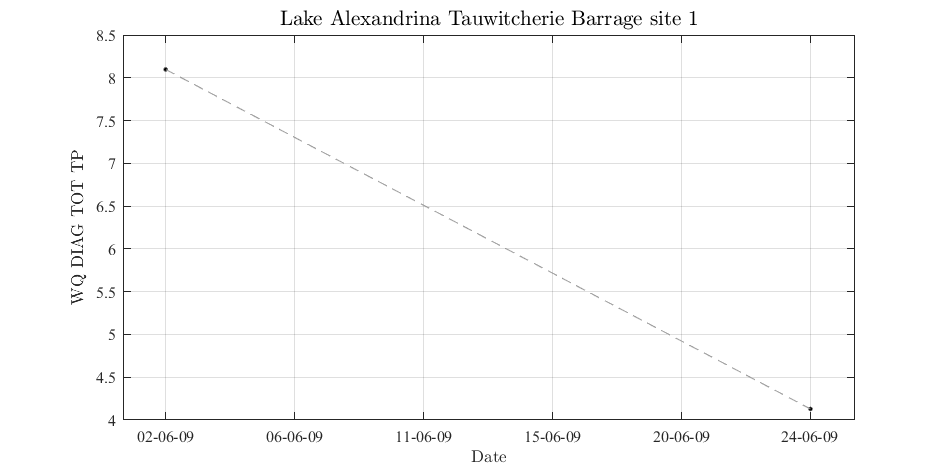 Lake Alexandrina Tauwitcherie Barrage site 1
8.5
8
7.5
7
6.5
6
5.5
5
4.5
4
WQ DIAG TOT TP
02-06-09 06-06-09 11-06-09 15-06-09 20-06-09 24-06-09
Date